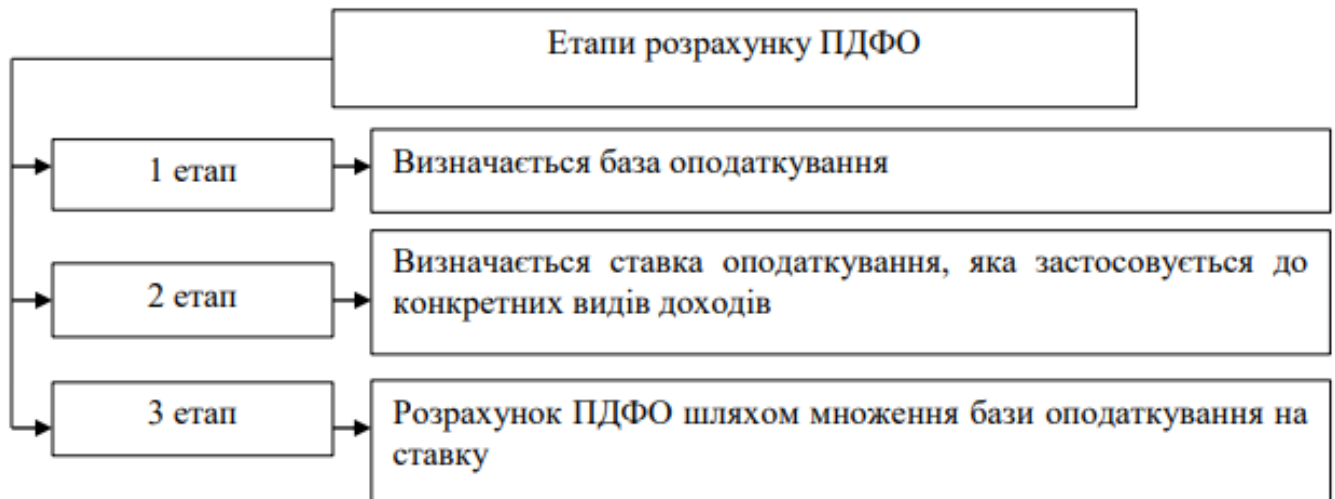 Етапи розрахунку ПДФО
1 етап
Визначається база оподаткування
2 етап
Визначається ставка оподаткування, яка застосовується до
конкретних видів доходів
3 етап
Розрахунок ПДФО шляхом множення бази оподаткування на
ставку